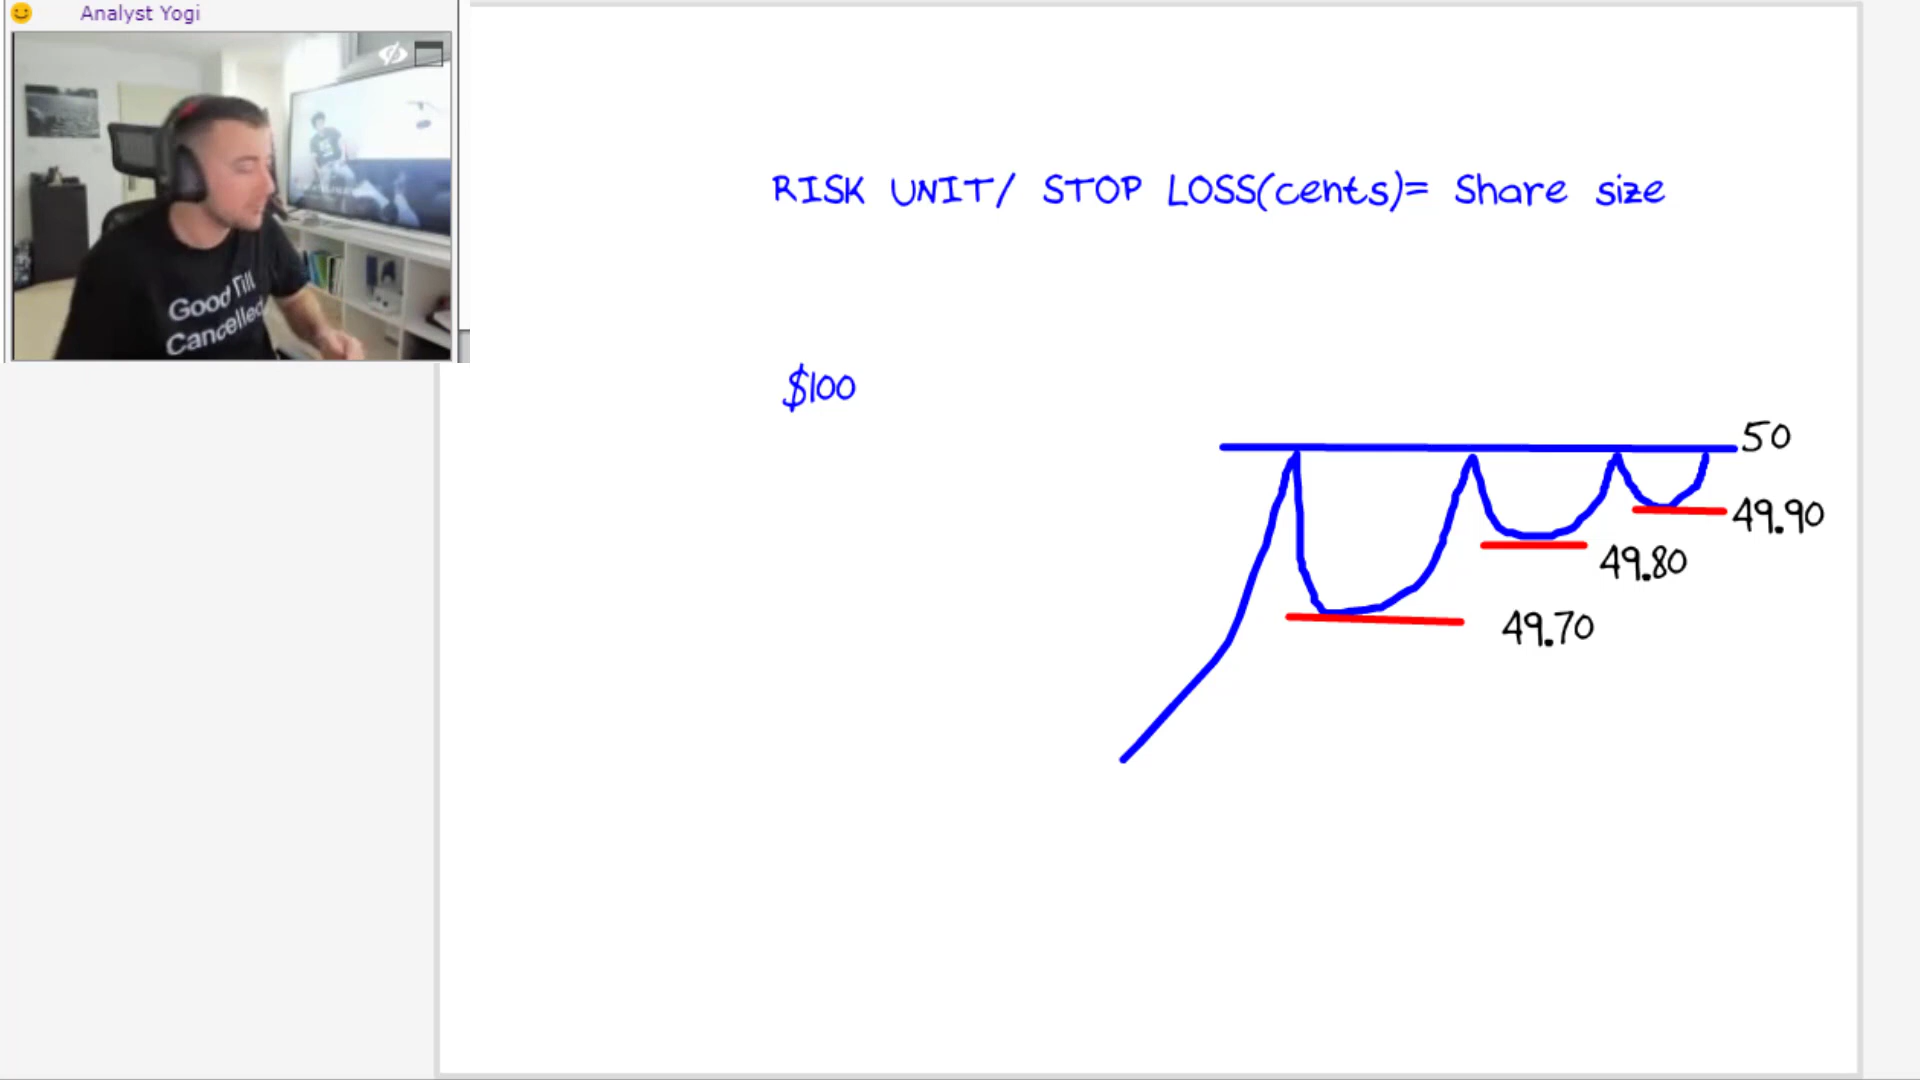 Analyst Yogi
Good Till
Cancelled
RISK UNIT/ STOP LOSS(cents)= Share size
$100
50
49.90
49.80
49.70